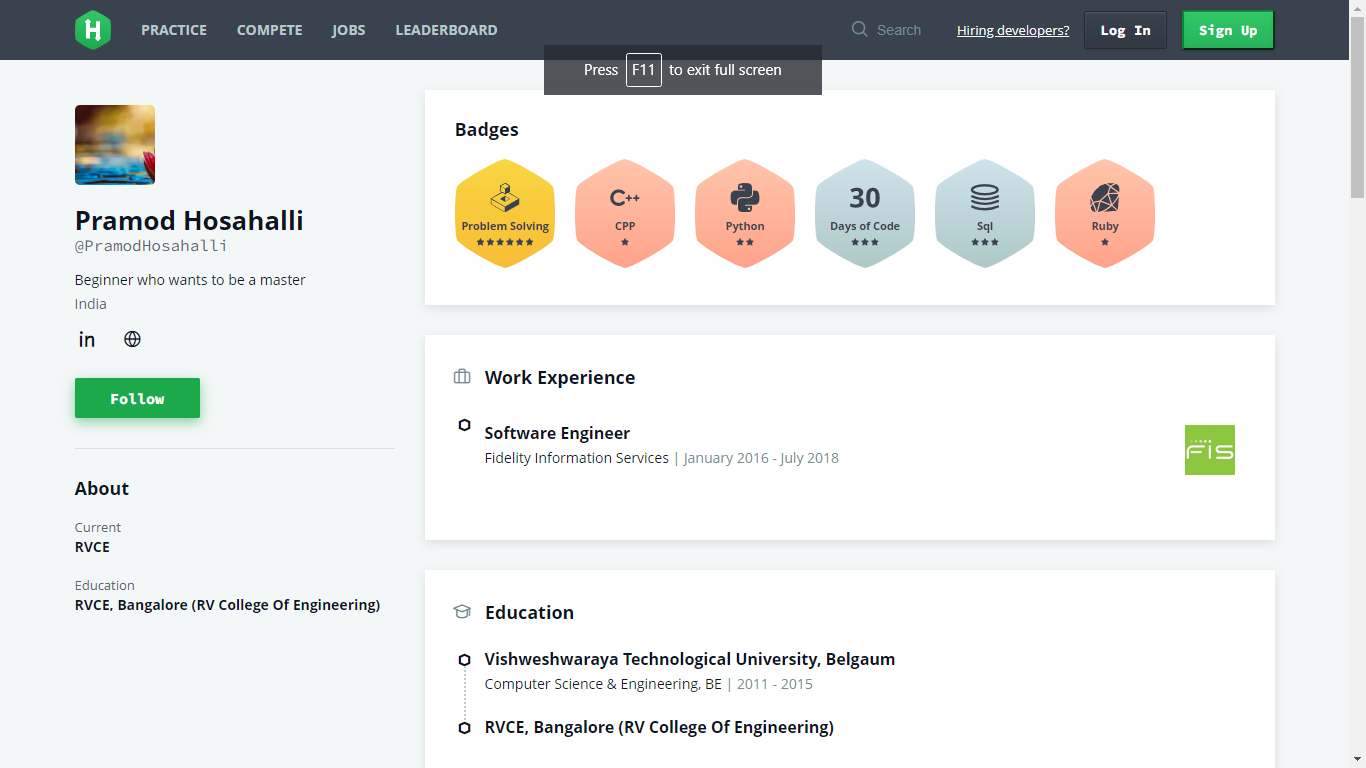 PRACTICE COMPETE JOBS LEADERBOARD Search Hiring developers? Log In Sign Up
Press F11 to exit full screen
Pramod Hosahalli
@PramodHosahalli
Beginner who wants to be a master
India
in
Follow
About
Current
RVCE
Education
RVCE, Bangalore (RV College Of Engineering)
Badges
Problem Solving
C++
CPP
Python
30
Days of Code
Sql
Ruby
Work Experience
Software Engineer
Fidelity Information Services | January 2016 - July 2018
FIS
Education
Vishweshwaraya Technological University, Belgaum
Computer Science & Engineering, BE | 2011 - 2015
RVCE, Bangalore (RV College Of Engineering)